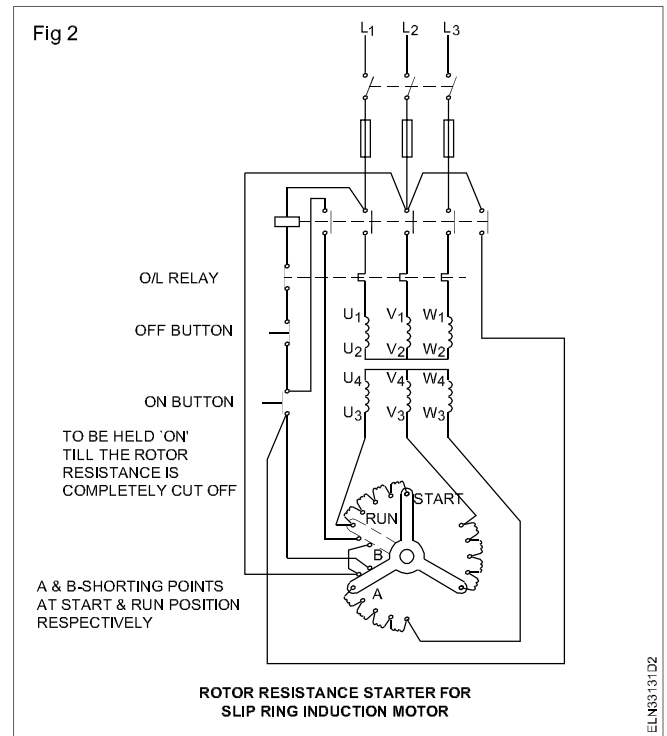 Fig 2
L1 L2 L3
O/L RELAY
OFF BUTTON
ON BUTTON
TO BE HELD `ON'
TILL THE ROTOR
RESISTANCE IS
COMPLETELY CUT OFF
U1 V1 W1
U2 V2 W2
U4 V4 W4
U3 V3 W3
START
RUN
B
A
A & B-SHORTING POINTS
AT START & RUN POSITION
RESPECTIVELY
ROTOR RESISTANCE STARTER FOR
SLIP RING INDUCTION MOTOR
ELN33131D2